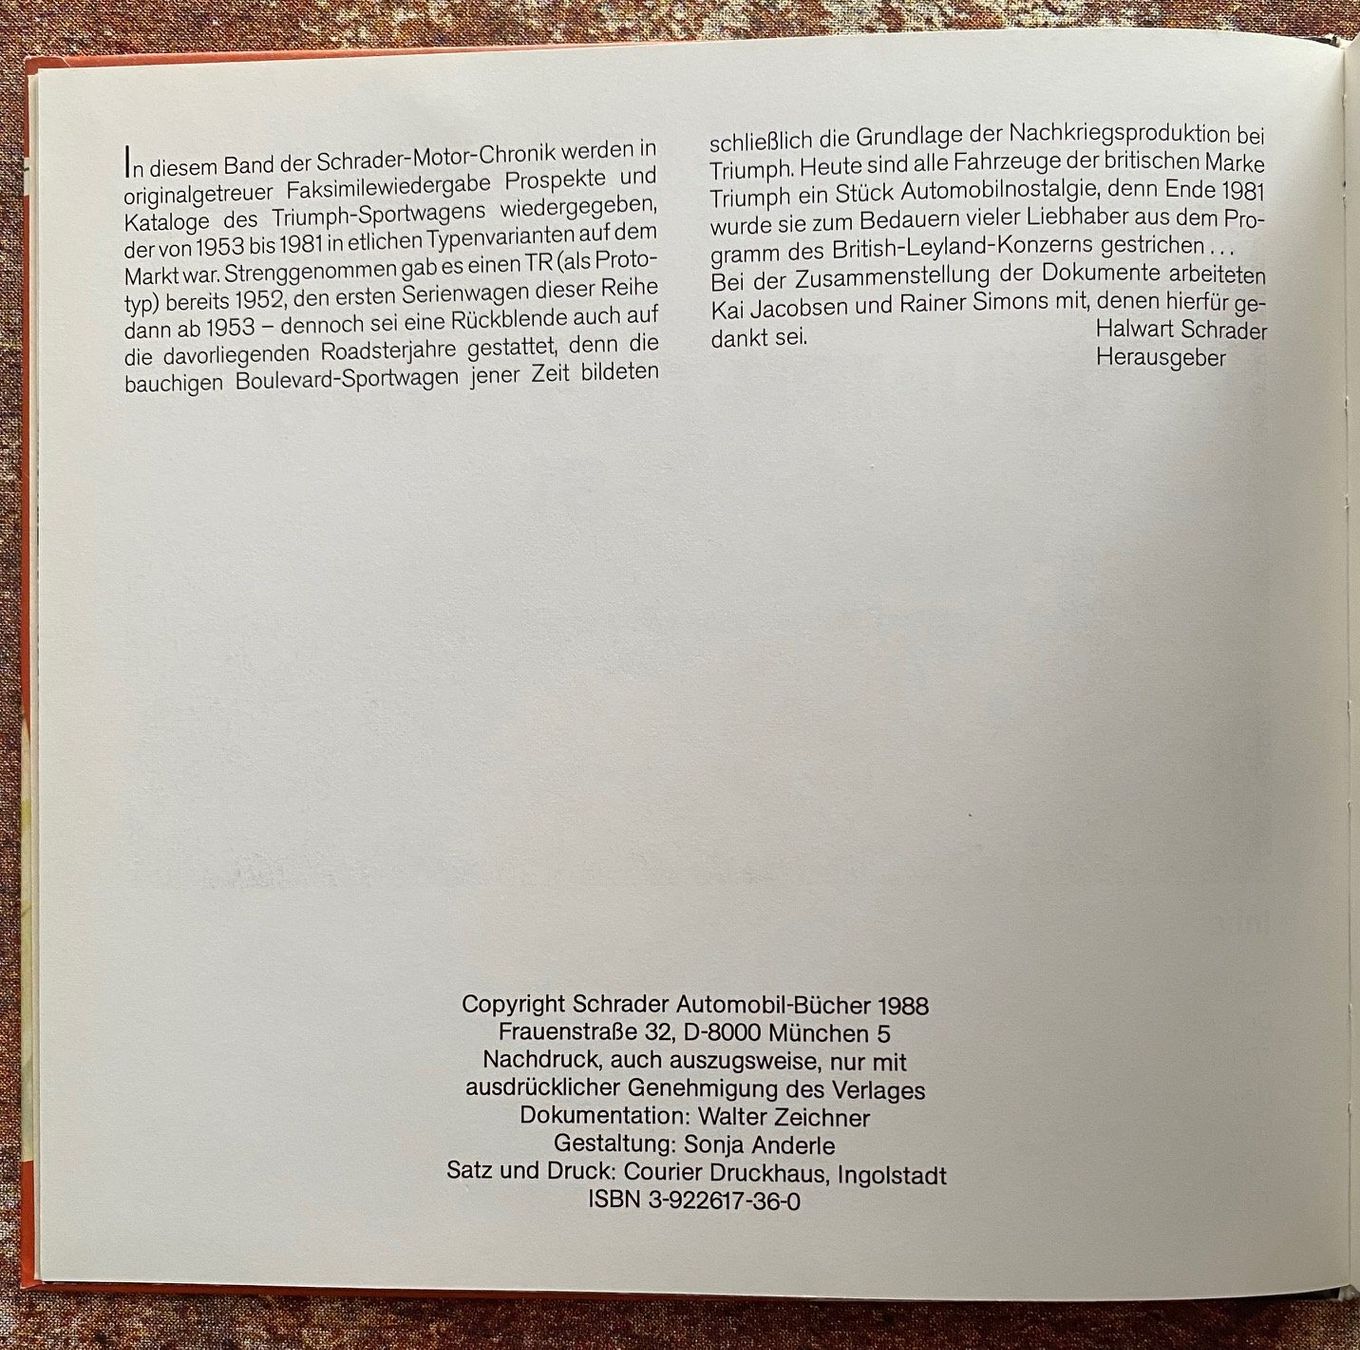 In diesem Band der Schrader-Motor-Chronik werden in
originalgetreuer Faksimilewiedergabe Prospekte und
Kataloge des Triumph-Sportwagens wiedergegeben,
der von 1953 bis 1981 in etlichen Typenvarianten auf dem
Markt war. Strenggenommen gab es einen TR (als Proto-
typ) bereits 1952, den ersten Serienwagen dieser Reihe
dann ab 1953 – dennoch sei eine Rückblende auch auf
die davorliegenden Roadsterjahre gestattet, denn die
bauchigen Boulevard-Sportwagen jener Zeit bildeten
schließlich die Grundlage der Nachkriegsproduktion bei
Triumph. Heute sind alle Fahrzeuge der britischen Marke
Triumph ein Stück Automobilnostalgie, denn Ende 1981
wurde sie zum Bedauern vieler Liebhaber aus dem Pro-
gramm des British-Leyland-Konzerns gestrichen...
Bei der Zusammenstellung der Dokumente arbeiteten
Kai Jacobsen und Rainer Simons mit, denen hierfür ge-
dankt sei.
Halwart Schrader
Herausgeber
Copyright Schrader Automobil-Bücher 1988
Frauenstraße 32, D-8000 München 5
Nachdruck, auch auszugsweise, nur mit
ausdrücklicher Genehmigung des Verlages
Dokumentation: Walter Zeichner
Gestaltung: Sonja Anderle
Satz und Druck: Courier Druckhaus, Ingolstadt
ISBN 3-922617-36-0